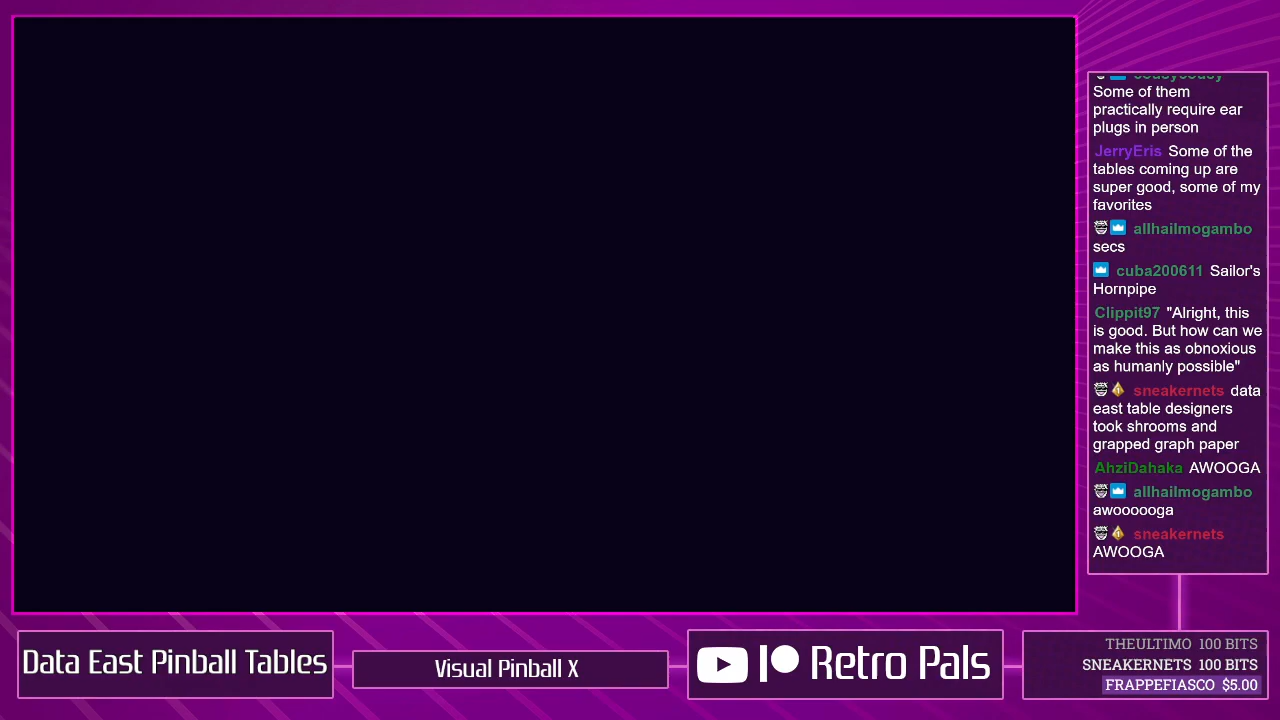 Some of them
practically require ear
plugs in person
JerryEris Some of the
tables coming up are
super good, some of my
favorites
allhailmogambo
secs
cuba200611 Sailor's
Hornpipe
Clippit97 "Alright, this
is good. But how can we
make this as obnoxious
as humanly possible"
sneakernets data
east table designers
took shrooms and
grapped graph paper
AhziDahaka AWOOGA
allhailmogambo
awoooooga
sneakernets
AWOOGA
Data East Pinball Tables
Visual Pinball X
Retro Pals
THEULTIMO 100 BITS
SNEAKERNETS 100 BITS
FRAPPEFIASCO $5.00